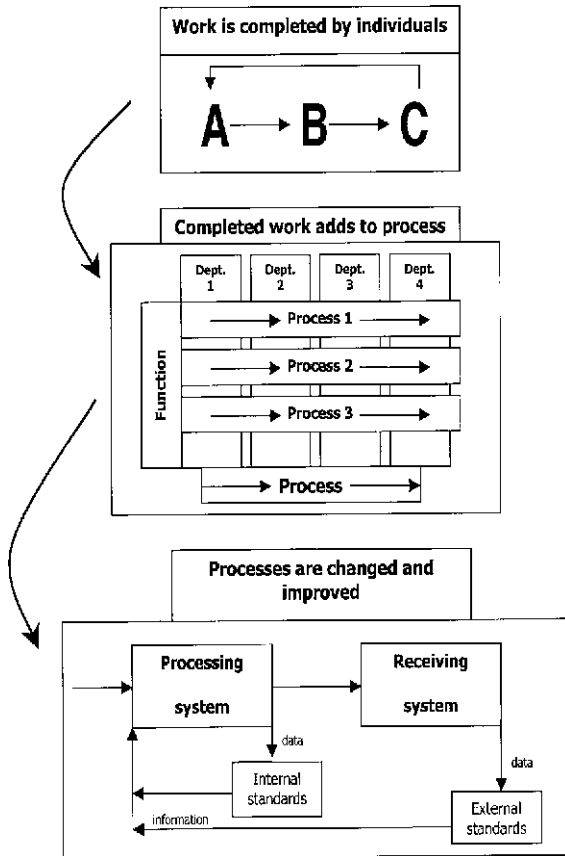 Work is completed by individuals
A B C
Completed work adds to process
Dept. Dept. Dept. Dept.
1 2 3 4
Function
Process 1
Process 2
Process 3
Process
Processes are changed and
improved
Processing Receiving
system system
data
data
Internal
standards
External
standards
information